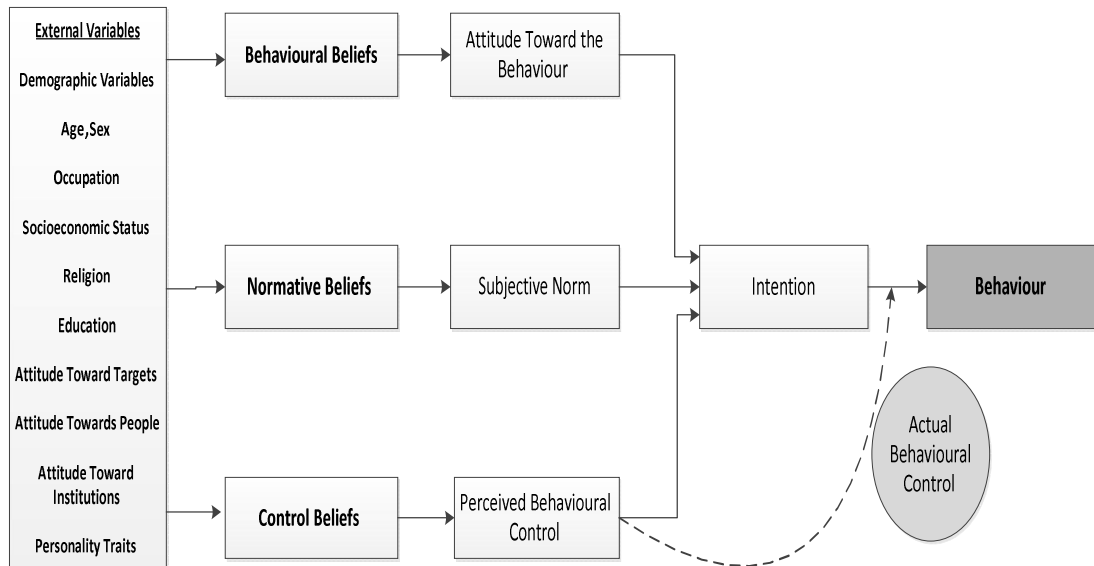 External Variables
Demographic Variables
Age,Sex
Occupation
Socioeconomic Status
Religion
Education
Attitude Toward Targets
Attitude Towards People
Attitude Toward
Institutions
Personality Traits
Behavioural Beliefs
Attitude Toward the
Behaviour
Normative Beliefs
Subjective Norm
Intention
Behaviour
Control Beliefs
Perceived Behavioural
Control
Actual
Behavioural
Control